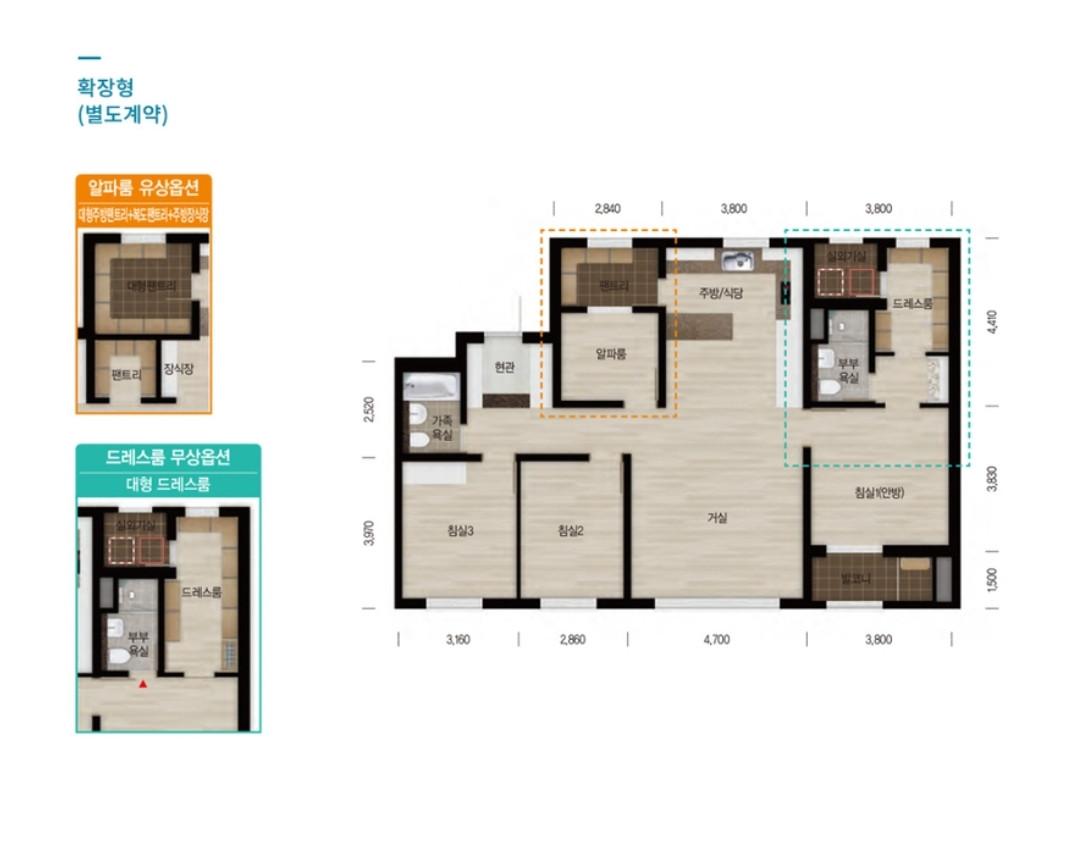 확장형
(별도계약)
알파룸 유상옵션
대형주방팬트리+복도팬트리+주방장식장
대형팬트리
팬트리
장식장
드레스룸 무상옵션
대형 드레스룸
실외기실
드레스룸
부부
욕실
2,840
3,800
3,800
실외기실
팬트리
주방/식당
드레스룸
4,410
알파룸
현관
부부
욕실
2,520
가족
욕실
3,830
침실1(안방)
거실
침실3
침실2
3,970
발코니
1,500
3,160
2,860
4,700
3,800